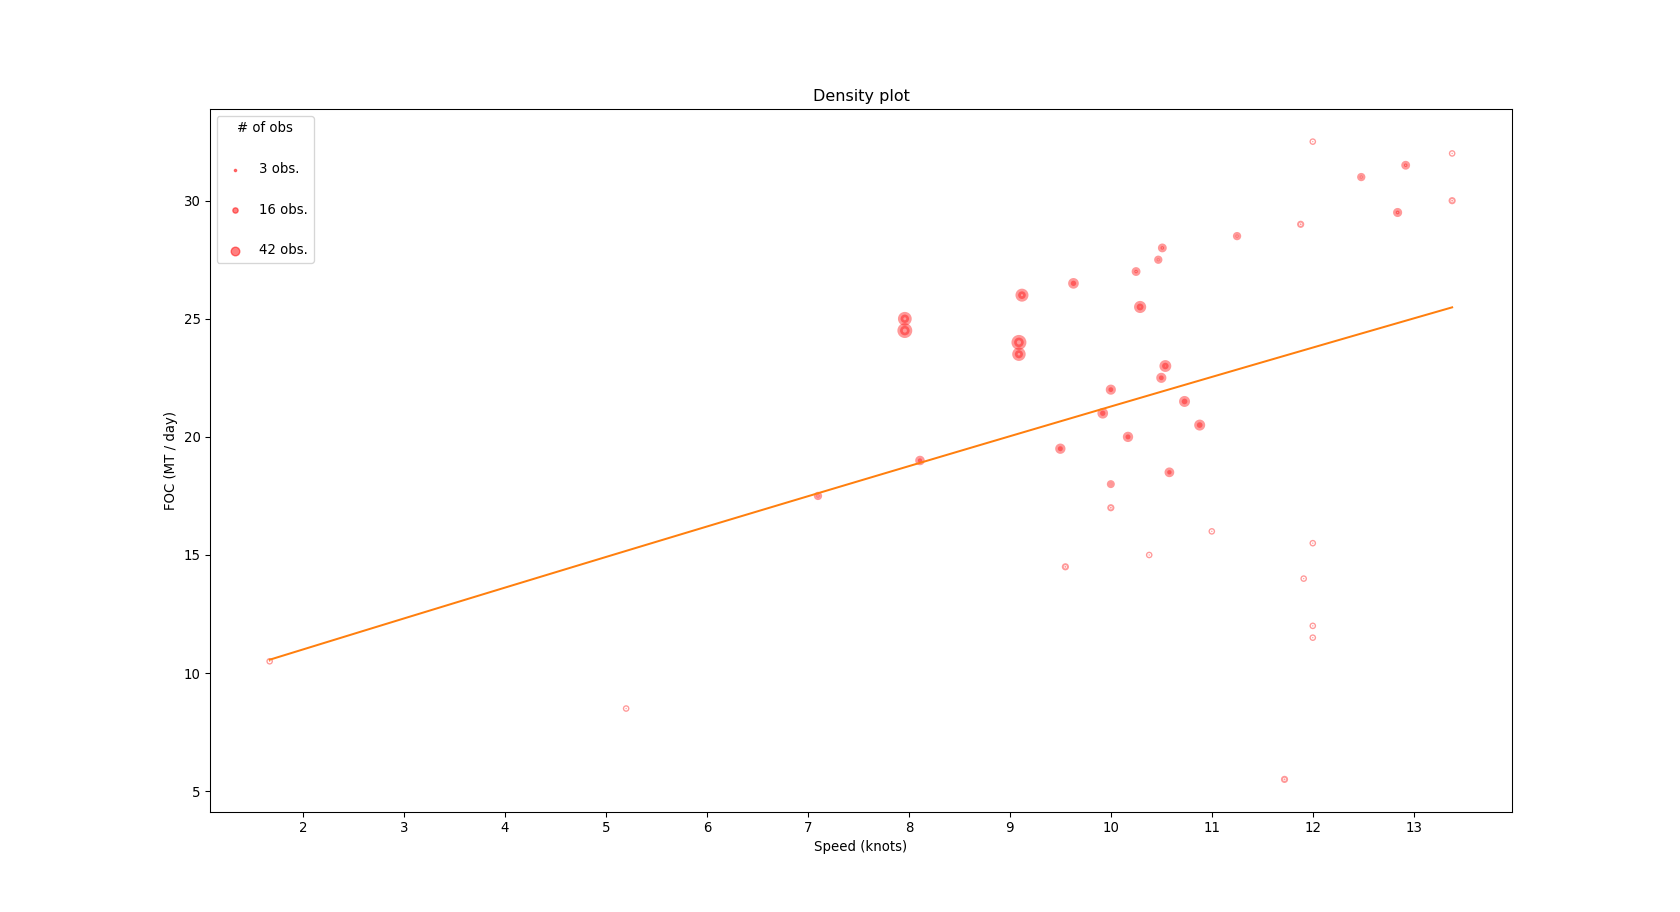 Density plot
# of obs
3 obs.
16 obs.
42 obs.
FOC (MT / day)
30
25
20
15
10
5
2 3 4 5 6 7 8 9 10 11 12 13
Speed (knots)